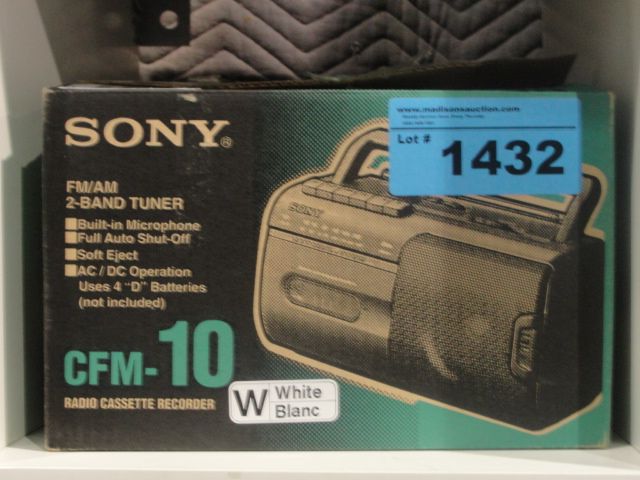 SONY®
FM/AM
2-BAND TUNER
Built-in Microphone
Full Auto Shut-Off
Soft Eject
AC / DC Operation
Uses 4 "D" Batteries
(not included)
CFM-10
RADIO CASSETTE RECORDER
W White
Blanc
www.madisonsauction.com
Lot # 1432
SONY